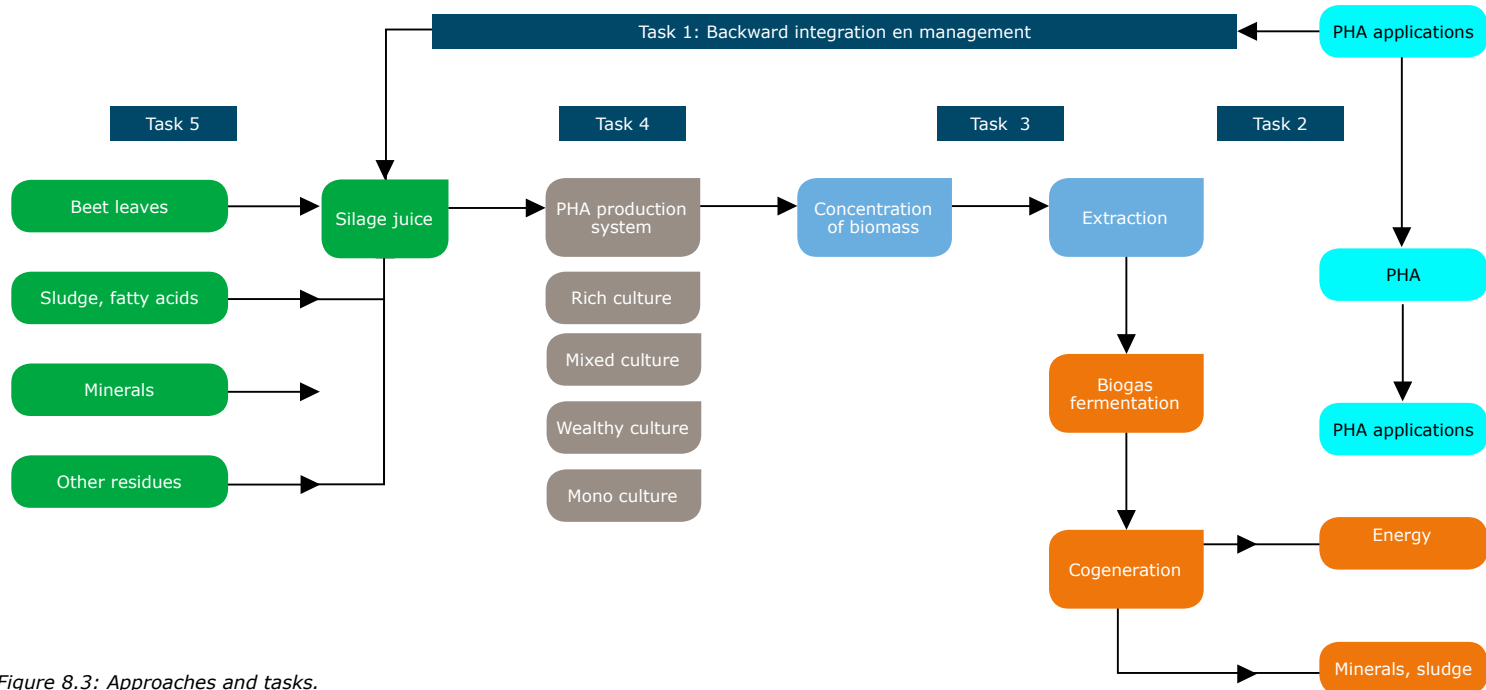 Task 1: Backward integration en management
PHA applications
Task 5
Task 4
Task 3
Task 2
Beet leaves
Silage juice
PHA production
system
Concentration
of biomass
Extraction
Sludge, fatty acids
Rich culture
PHA
Minerals
Mixed culture
Biogas
fermentation
Wealthy culture
PHA applications
Other residues
Mono culture
Energy
Cogeneration
Minerals, sludge
Figure 8.3: Approaches and tasks.